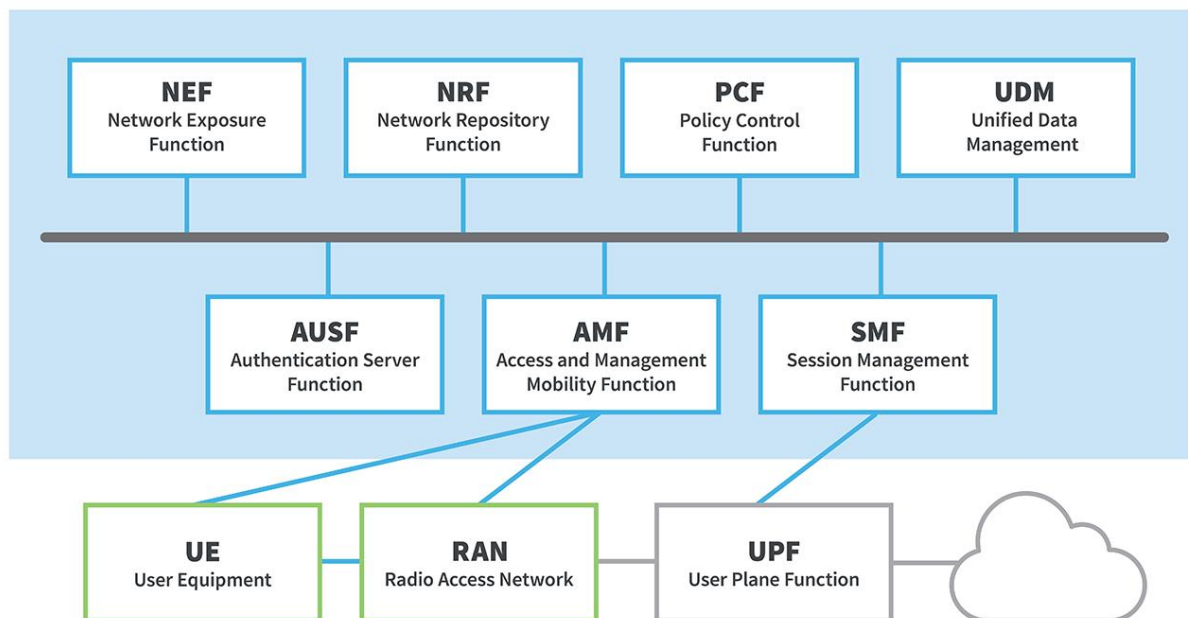 NEF
Network Exposure
Function
NRF
Network Repository
Function
PCF
Policy Control
Function
UDM
Unified Data
Management
AUSF
Authentication Server
Function
AMF
Access and Management
Mobility Function
SMF
Session Management
Function
UE
User Equipment
RAN
Radio Access Network
UPF
User Plane Function